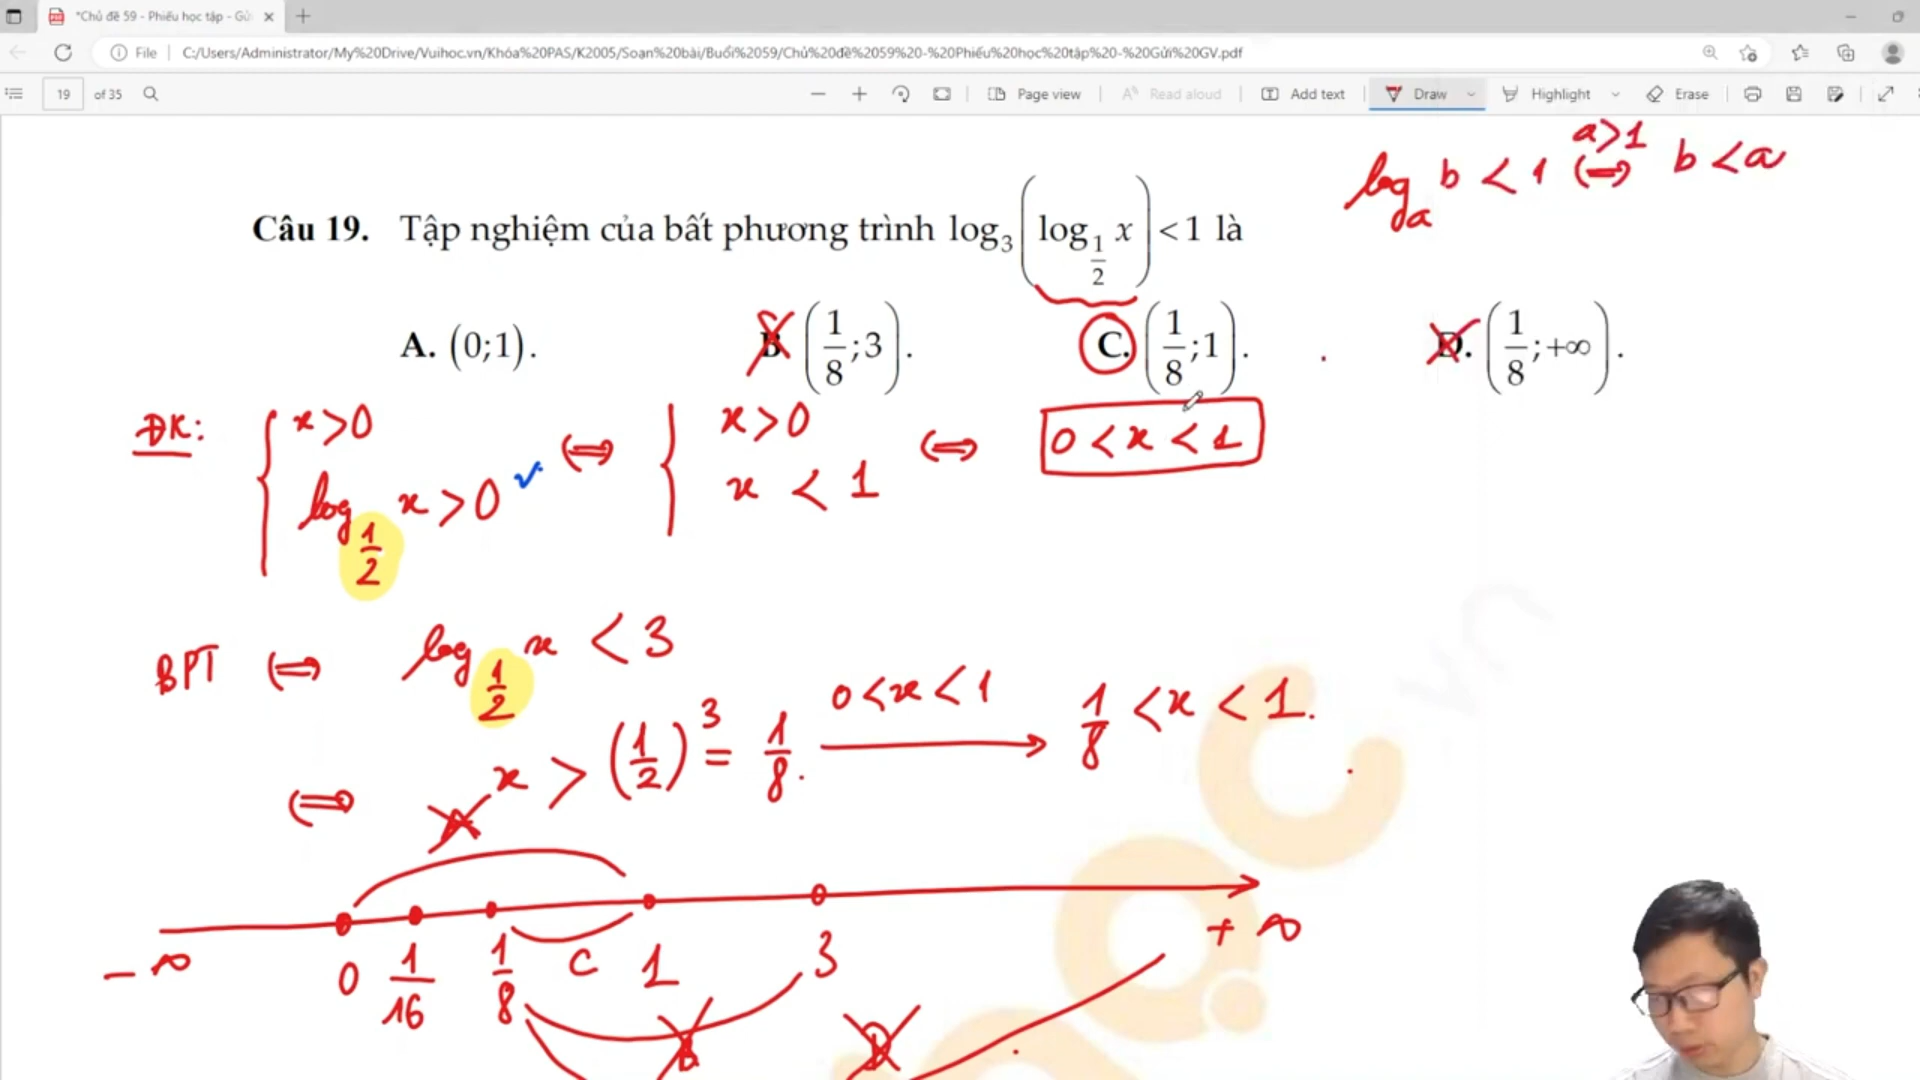 *Chủ đề 59 - Phiếu học tập - Gử
File C:/Users/Administrator/My%20Drive/Vuihoc.vn/Khóa%20PAS/K2005/Soạn%20bài/Buổi%2059/Chủ%20đề%2059%20-%20Phiếu%20học%20tập%20-%20Gửi%20GV.pdf
19 of 35 Page view Read aloud Add text Draw Highlight Erase
log_a b < 1 ⇔ (a>1) b < a
Câu 19. Tập nghiệm của bất phương trình log_3 (log_{1/2} x) < 1 là
A. (0;1). B (1/8;3). C. (1/8;1). D. (1/8;+∞).
ĐK: { x>0 ; log_{1/2} x > 0 ✓ ⇔ { x>0 ; x < 1 ⇔ 0 < x < 1
BPT ⇔ log_{1/2} x < 3
⇔ x > (1/2)^3 = 1/8. 0<x<1 → 1/8 < x < 1.
A
-∞ 0 1/16 1/8 C 1 3 +∞
B D